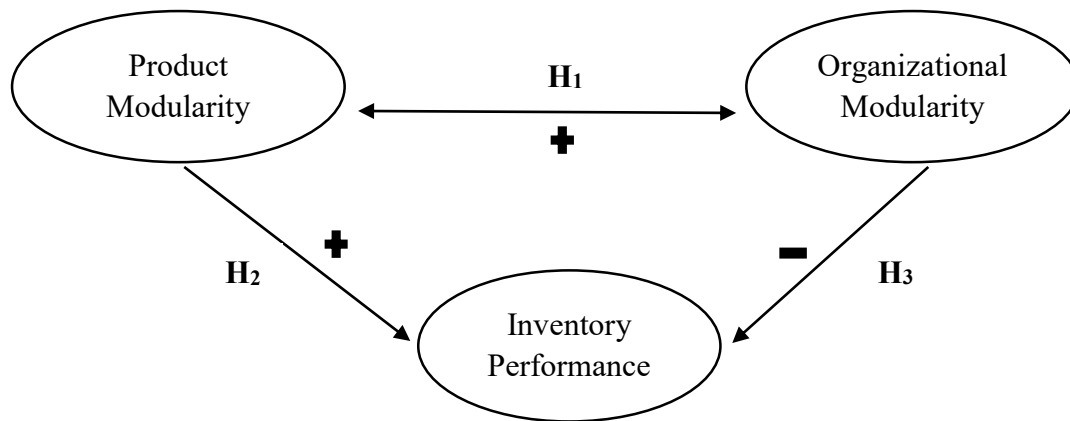 Product
Modularity
Organizational
Modularity
H1
+
+
−
H2
H3
Inventory
Performance